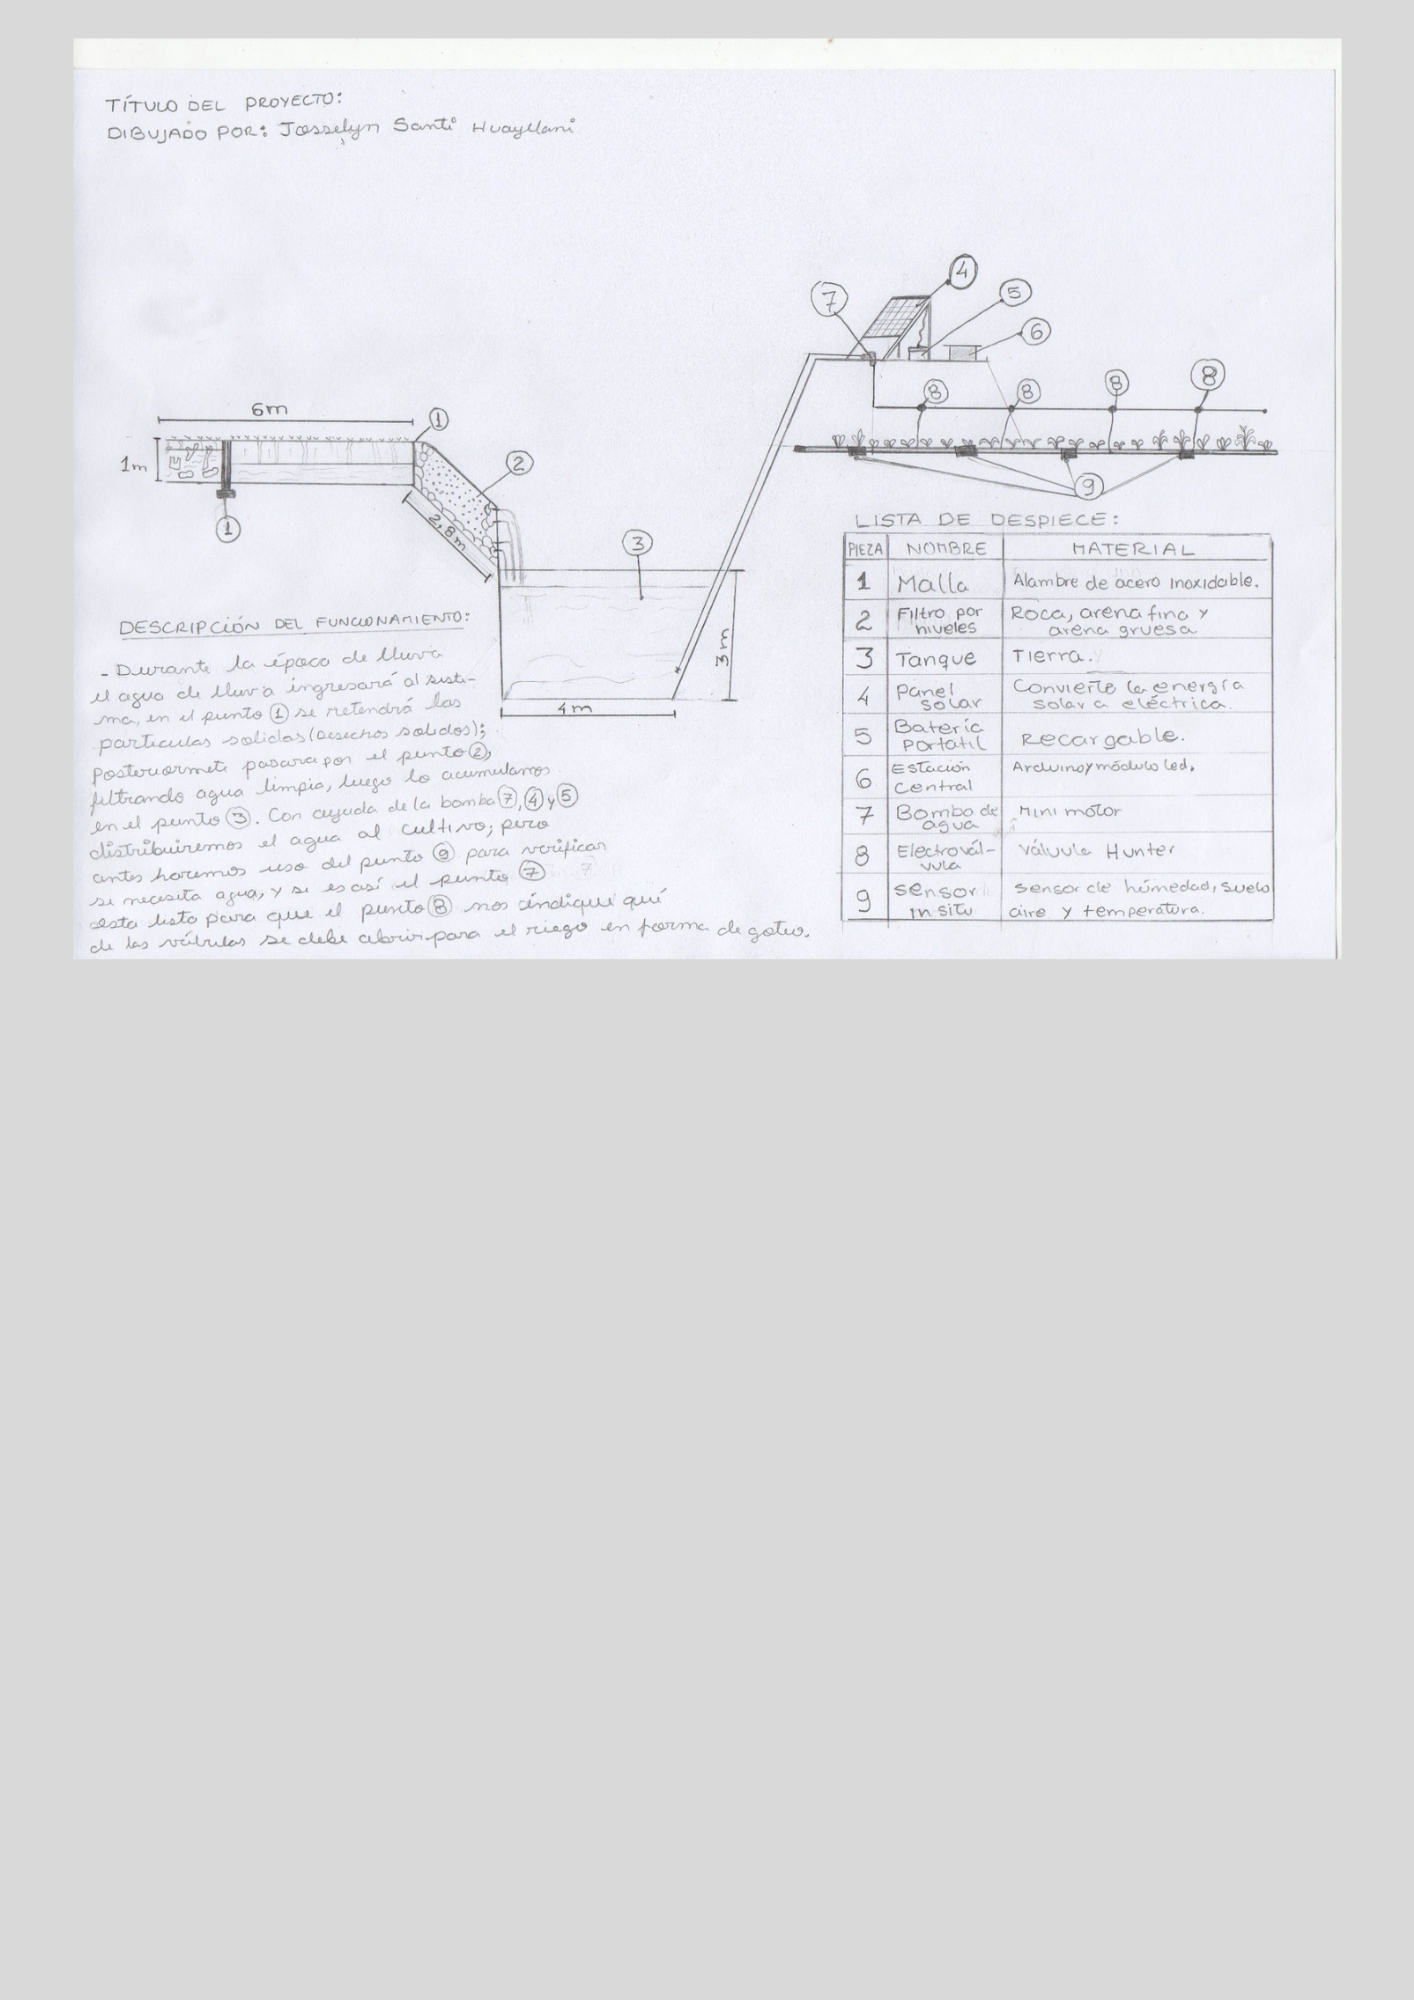 TÍTULO DEL PROYECTO:
DIBUJADO POR: Josselyn Santi Huayllani
4
7
5
6
8
8
8
8
6m
1
1m
2
1
2,8m
3
9
3m
4m
DESCRIPCIÓN DEL FUNCIONAMIENTO:
- Durante la época de lluvia
el agua de lluvia ingresará al siste-
ma, en el punto 1 se retendrá las
particulas solidas (desechos solidos);
posteriormete pasara por el punto 2,
filtrando agua limpia, luego lo acumulamos
en el punto 3. Con ayuda de la bomba 7, 4 y 5
distribuiremos el agua al cultivo; pero
antes haremos uso del punto 9 para verificar
si necesita agua, y si es así el punto 7
esta listo para que el punto 8 nos indique qué
de las válvulas se debe abrir para el riego en forma de goteo.
LISTA DE DESPIECE:
PIEZA NOMBRE MATERIAL
1 Malla Alambre de acero inoxidable.
2 Filtro por niveles Roca, arena fina y arena gruesa
3 Tanque Tierra.
4 Panel solar Convierte la energía solar a eléctrica.
5 Batería Portatil Recargable.
6 Estación Central Arduino y módulo led.
7 Bomba de agua Mini motor
8 Electrovál-vula Válvula Hunter
9 sensor in situ sensor de húmedad, suelo aire y temperatura.